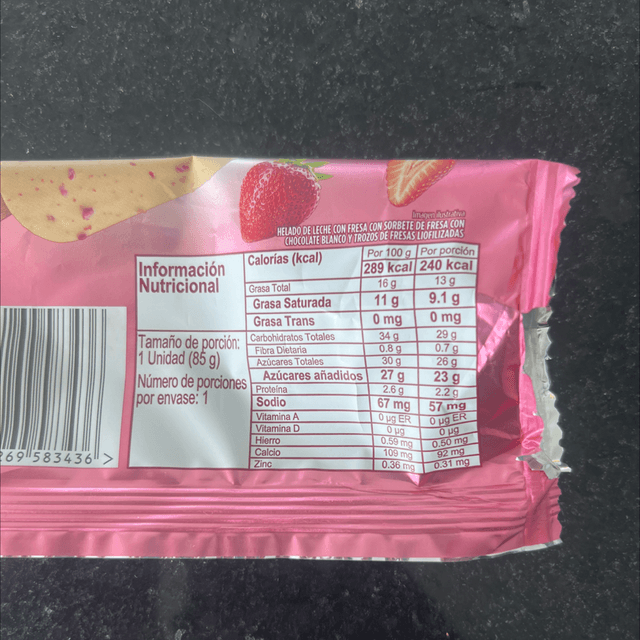 Imagen ilustrativa
HELADO DE LECHE CON FRESA CON SORBETE DE FRESA CON
CHOCOLATE BLANCO Y TROZOS DE FRESAS LIOFILIZADAS
Información
Nutricional
Tamaño de porción:
1 Unidad (85 g)
Número de porciones
por envase: 1
Calorías (kcal) Por 100 g Por porción
289 kcal 240 kcal
Grasa Total 16 g 13 g
Grasa Saturada 11 g 9.1 g
Grasa Trans 0 mg 0 mg
Carbohidratos Totales 34 g 29 g
Fibra Dietaria 0.8 g 0.7 g
Azúcares Totales 30 g 26 g
Azúcares añadidos 27 g 23 g
Proteína 2.6 g 2.2 g
Sodio 67 mg 57 mg
Vitamina A 0 µg ER 0 µg ER
Vitamina D 0 µg 0 µg
Hierro 0.59 mg 0.50 mg
Calcio 109 mg 92 mg
Zinc 0.36 mg 0.31 mg
269 583436 >